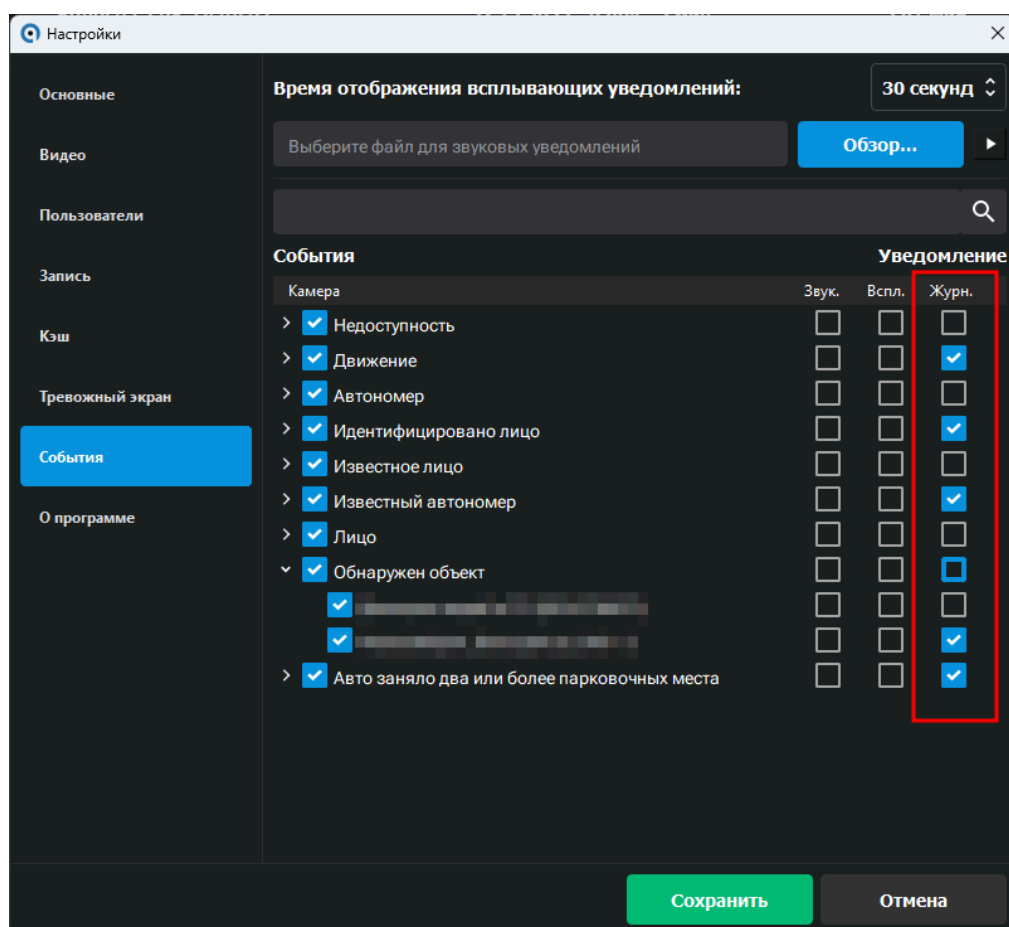 Настройки
Основные
Видео
Пользователи
Запись
Кэш
Тревожный экран
События
О программе
Время отображения всплывающих уведомлений:
30 секунд
Выберите файл для звуковых уведомлений
Обзор...
События
Уведомление
Камера Звук. Вспл. Журн.
Недоступность
Движение
Автономер
Идентифицировано лицо
Известное лицо
Известный автономер
Лицо
Обнаружен объект
Авто заняло два или более парковочных места
Сохранить
Отмена